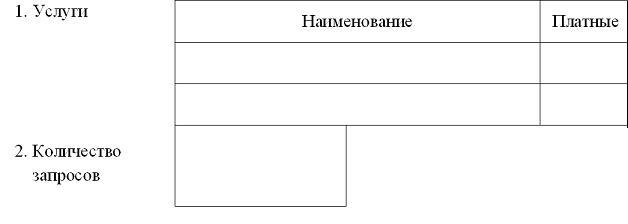 1. Услуги
Наименование
Платные
2. Количество
запросов